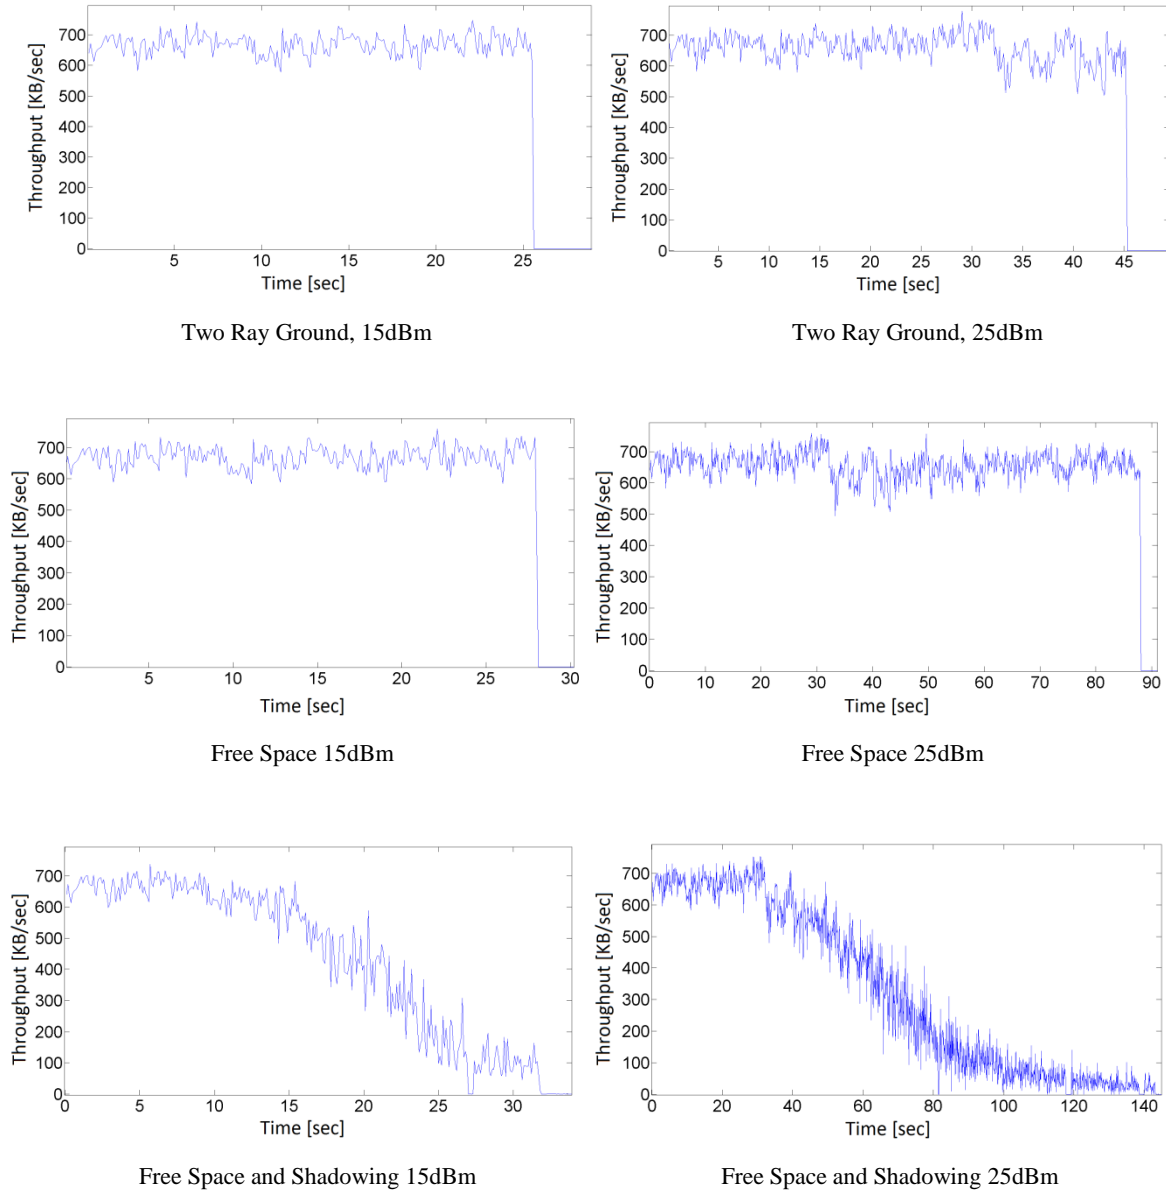 700
600
500
400
300
200
100
0
Throughput [KB/sec]
5 10 15 20 25
Time [sec]
Two Ray Ground, 15dBm
700
600
500
400
300
200
100
0
Throughput [KB/sec]
5 10 15 20 25 30 35 40 45
Time [sec]
Two Ray Ground, 25dBm
700
600
500
400
300
200
100
0
Throughput [KB/sec]
5 10 15 20 25 30
Time [sec]
Free Space 15dBm
700
600
500
400
300
200
100
0
Throughput [KB/sec]
0 10 20 30 40 50 60 70 80 90
Time [sec]
Free Space 25dBm
700
600
500
400
300
200
100
0
Throughput [KB/sec]
0 5 10 15 20 25 30
Time [sec]
Free Space and Shadowing 15dBm
700
600
500
400
300
200
100
0
Throughput [KB/sec]
0 20 40 60 80 100 120 140
Time [sec]
Free Space and Shadowing 25dBm